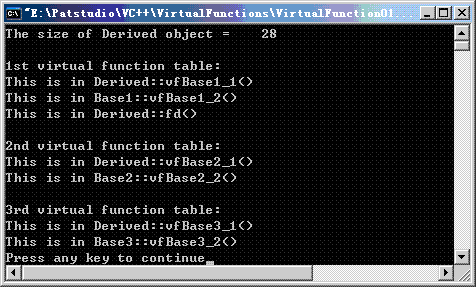 "E:\Patstudio\VC++\VirtualFunctions\VirtualFunction01...
The size of Derived object =    28
1st virtual function table:
This is in Derived::vfBase1_1()
This is in Base1::vfBase1_2()
This is in Derived::fd()
2nd virtual function table:
This is in Derived::vfBase2_1()
This is in Base2::vfBase2_2()
3rd virtual function table:
This is in Derived::vfBase3_1()
This is in Base3::vfBase3_2()
Press any key to continue_